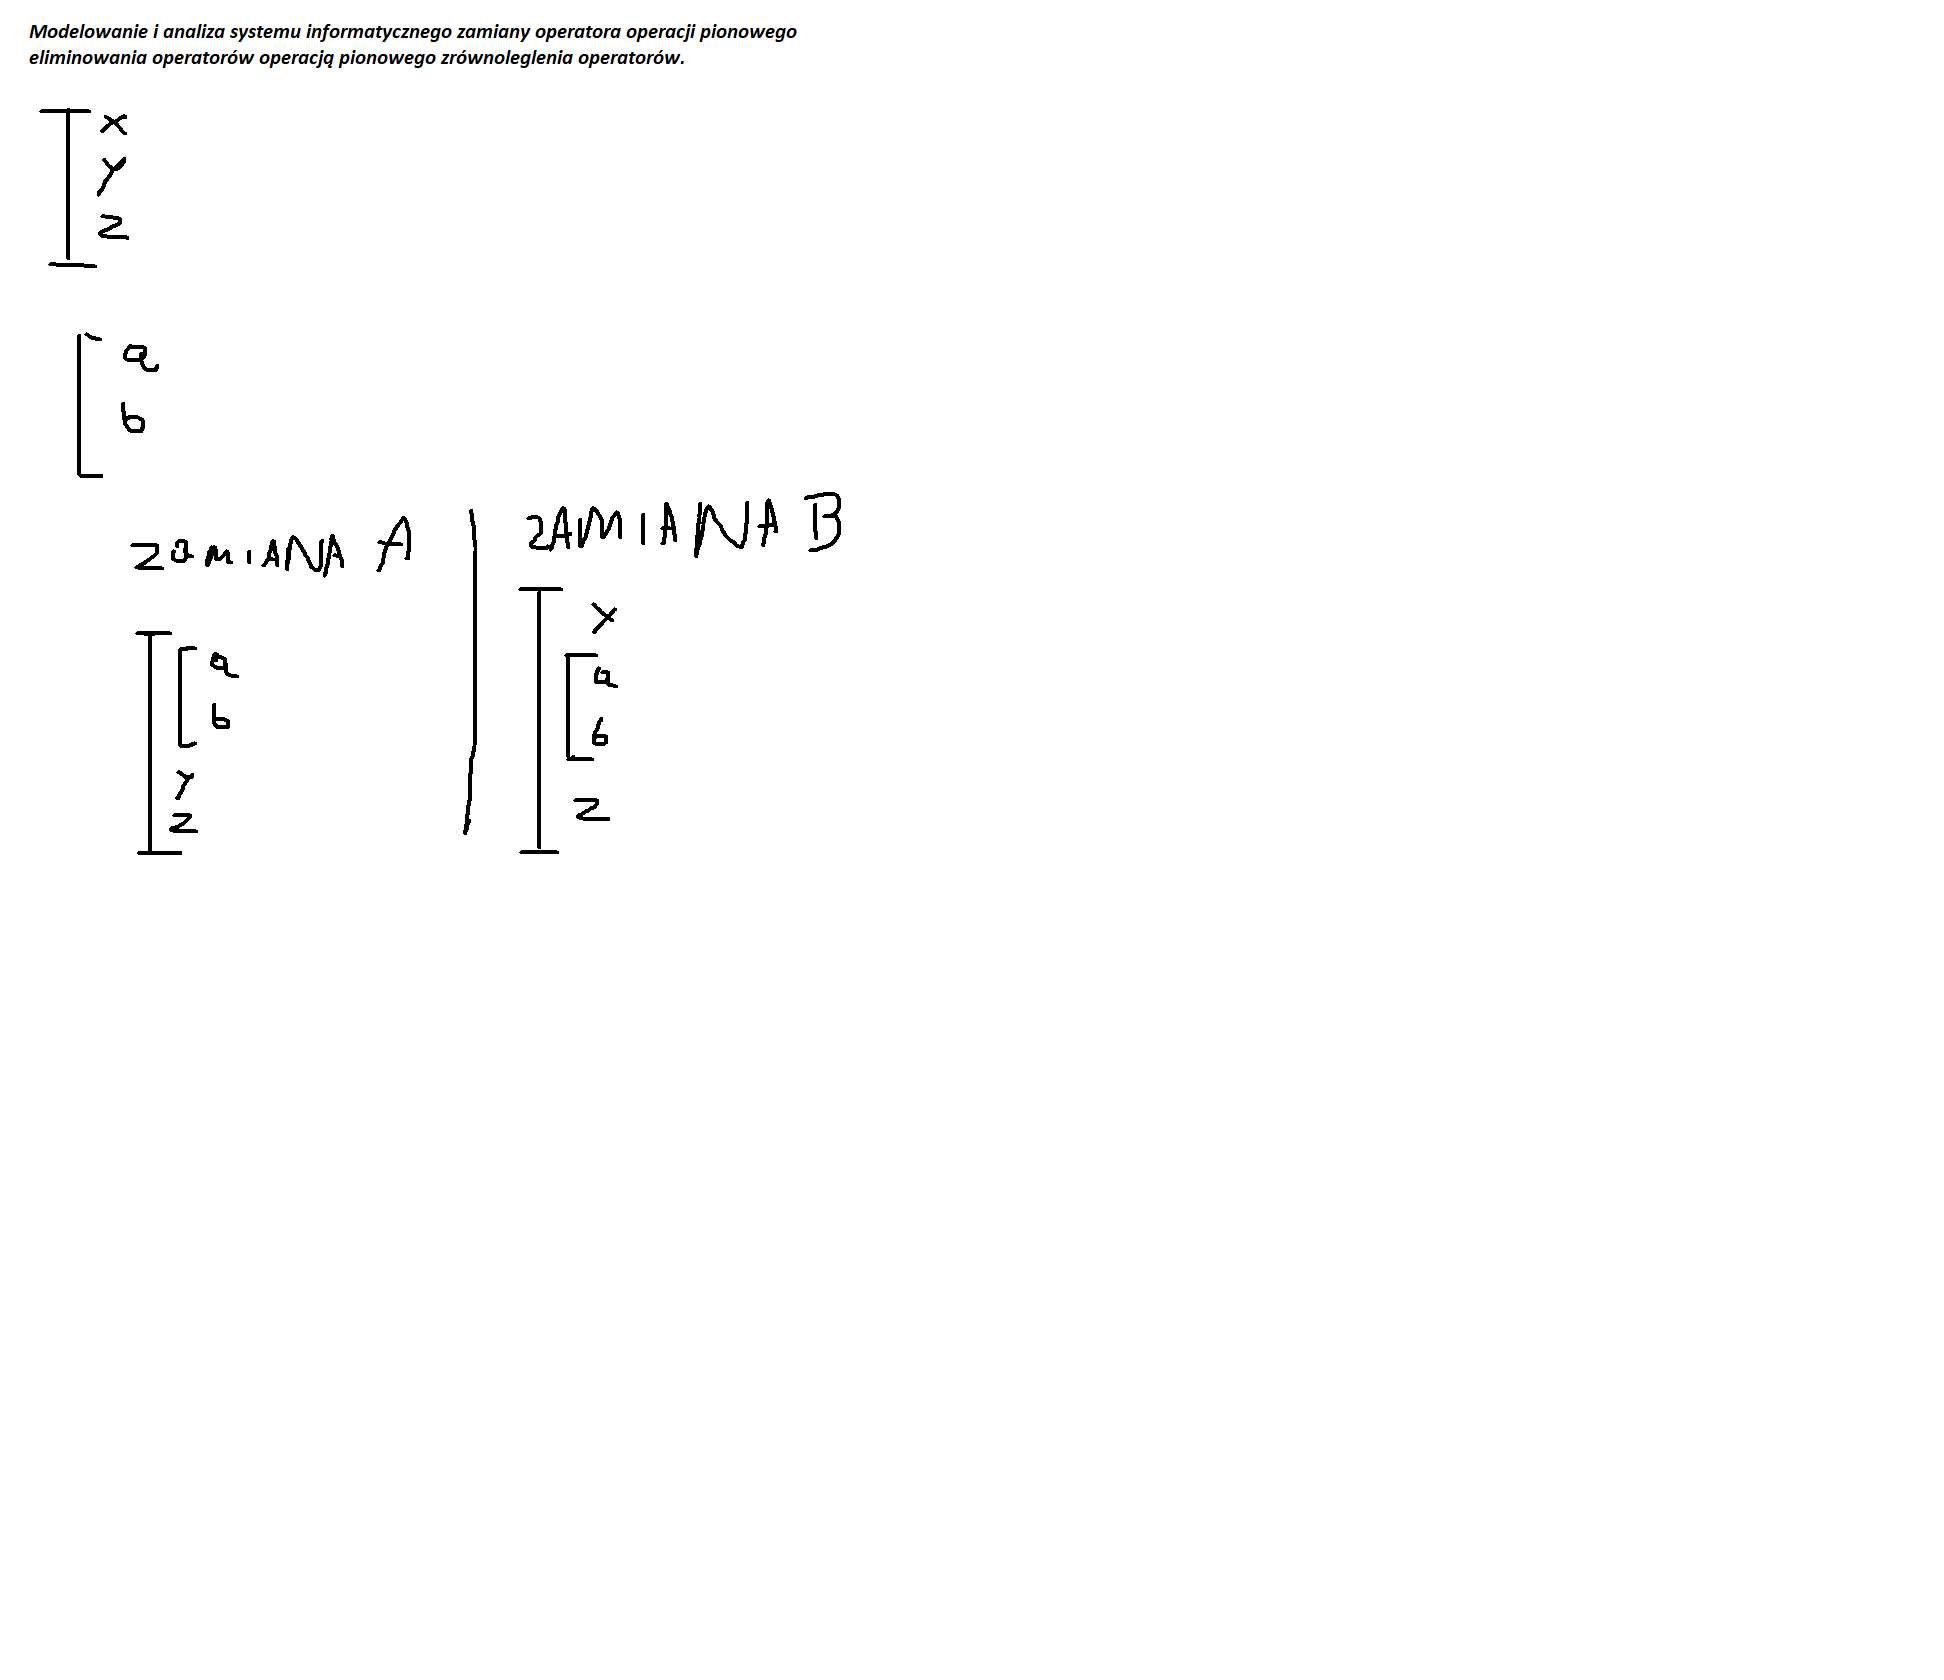 Modelowanie i analiza systemu informatycznego zamiany operatora operacji pionowego
eliminowania operatorów operacją pionowego zrównoleglenia operatorów.
x
y
z
a
b
ZaMIANA A
ZAMIANA B
a
b
y
z
x
a
b
z